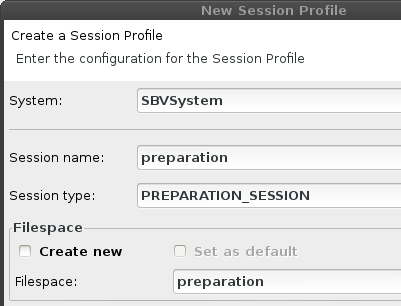 New Session Profile
Create a Session Profile
Enter the configuration for the Session Profile
System: SBVSystem
Session name: preparation
Session type: PREPARATION_SESSION
Filespace
Create new Set as default
Filespace: preparation